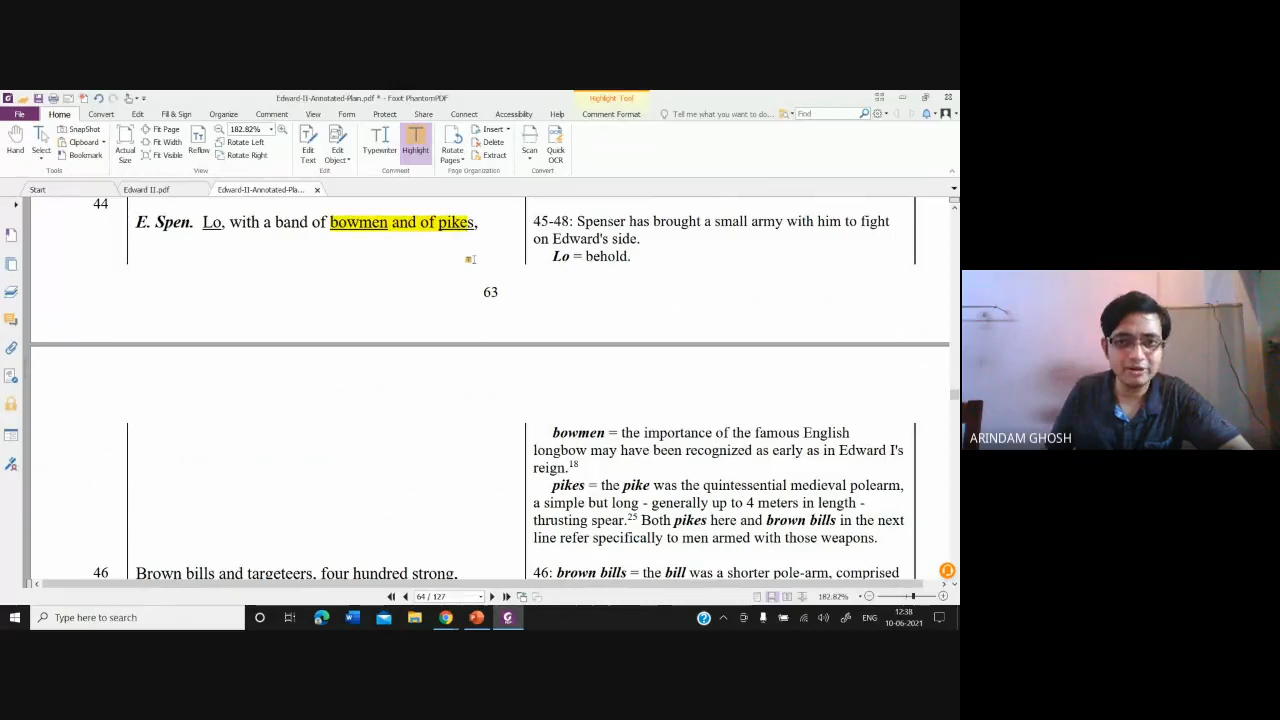 Edward-II-Annotated-Plan.pdf * - Foxit PhantomPDF
Highlight Tool
File Home Convert Edit Fill & Sign Organize Comment View Form Protect Share Connect Accessibility Help Comment Format Tell me what you want to do... Find
Hand Select SnapShot Clipboard Bookmark Actual Size Fit Page Fit Width Fit Visible Reflow 182.82% Rotate Left Rotate Right Edit Text Edit Object Typewriter Highlight Rotate Pages Insert Delete Extract Scan Quick OCR
Tools View Edit Comment Page Organization Convert
Start Edward II.pdf Edward-II-Annotated-Pla...
44
E. Spen. Lo, with a band of bowmen and of pikes,
45-48: Spenser has brought a small army with him to fight
on Edward's side.
Lo = behold.
63
bowmen = the importance of the famous English
longbow may have been recognized as early as in Edward I's
reign.18
pikes = the pike was the quintessential medieval polearm,
a simple but long - generally up to 4 meters in length -
thrusting spear.25 Both pikes here and brown bills in the next
line refer specifically to men armed with those weapons.
46 Brown bills and targeteers, four hundred strong,
46: brown bills = the bill was a shorter pole-arm, comprised
64 / 127
182.82%
Type here to search
ENG
12:38
10-06-2021
ARINDAM GHOSH